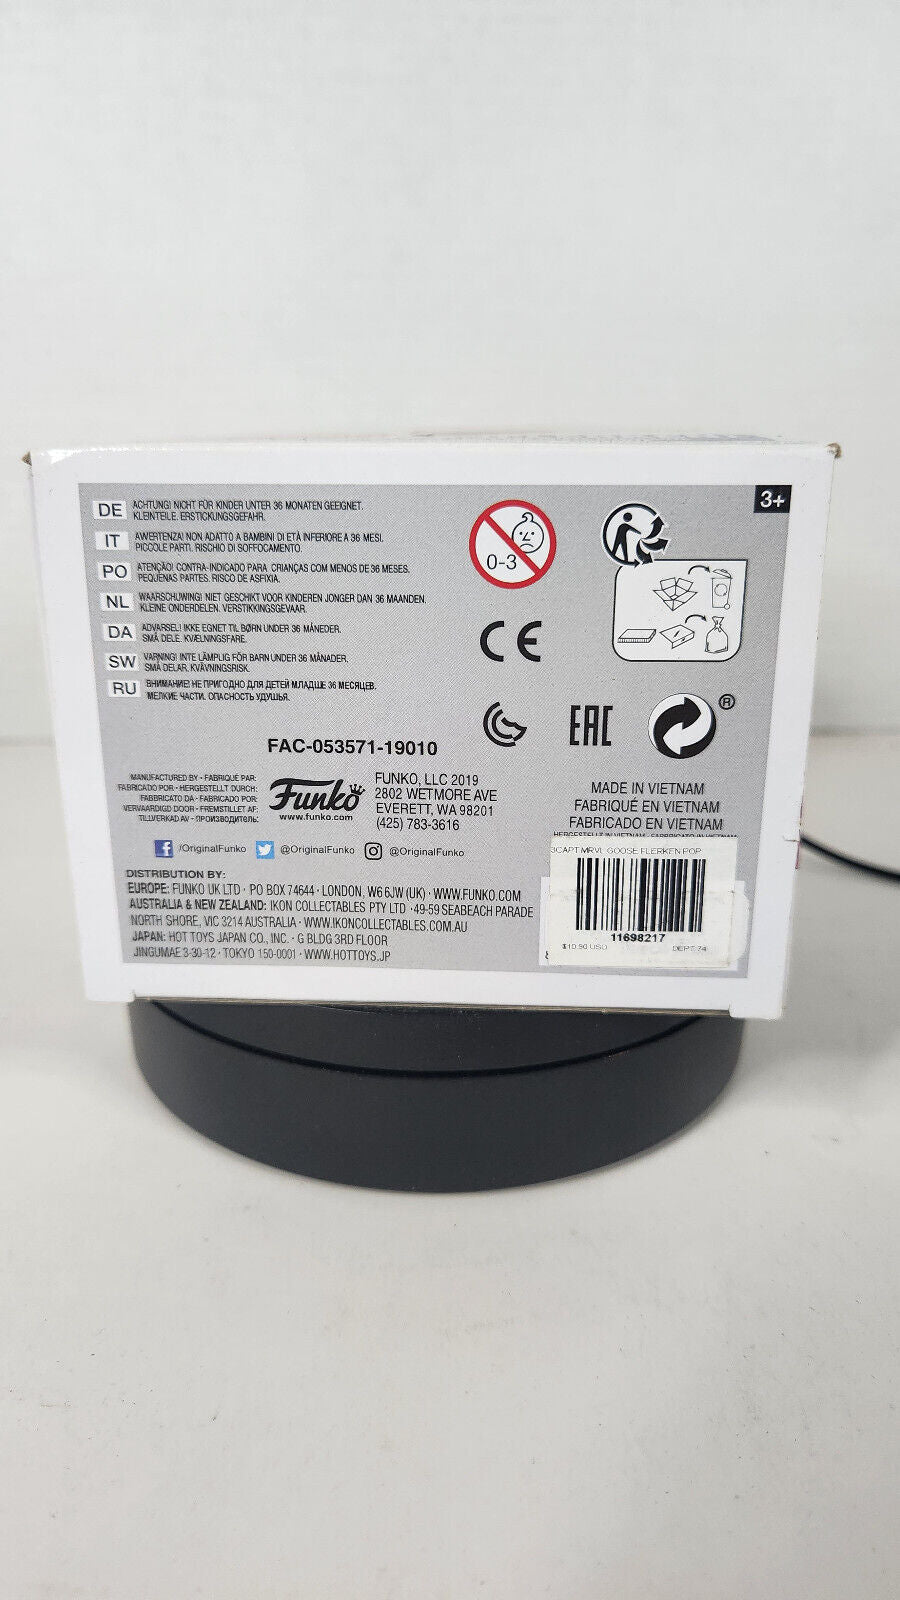 3+
DE ACHTUNG! NICHT FÜR KINDER UNTER 36 MONATEN GEEIGNET.
KLEINTEILE. ERSTICKUNGSGEFAHR.
IT AVVERTENZA! NON ADATTO A BAMBINI DI ETÀ INFERIORE A 36 MESI.
PICCOLE PARTI. RISCHIO DI SOFFOCAMENTO.
PO ATENÇÃO! CONTRA-INDICADO PARA CRIANÇAS COM MENOS DE 36 MESES.
PEQUENAS PARTES. RISCO DE ASFIXIA.
NL WAARSCHUWING! NIET GESCHIKT VOOR KINDEREN JONGER DAN 36 MAANDEN.
KLEINE ONDERDELEN. VERSTIKKINGSGEVAAR.
DA ADVARSEL! IKKE EGNET TIL BØRN UNDER 36 MÅNEDER.
SMÅ DELE. KVÆLNINGSFARE.
SW VARNING! INTE LÄMPLIG FÖR BARN UNDER 36 MÅNADER.
SMÅ DELAR. KVÄVNINGSRISK.
RU ВНИМАНИЕ! НЕ ПРИГОДНО ДЛЯ ДЕТЕЙ МЛАДШЕ 36 МЕСЯЦЕВ.
МЕЛКИЕ ЧАСТИ. ОПАСНОСТЬ УДУШЬЯ.
0-3
CE
EAC
®
FAC-053571-19010
MANUFACTURED BY • FABRIQUÉ PAR:
FABRICADO POR • HERGESTELLT DURCH:
FABBRICATO DA • FABRICADO POR:
VERVAARDIGD DOOR • FREMSTILLET AF:
TILLVERKAD AV • ПРОИЗВОДИТЕЛЬ:
Funko
www.funko.com
FUNKO, LLC 2019
2802 WETMORE AVE
EVERETT, WA 98201
(425) 783-3616
MADE IN VIETNAM
FABRIQUÉ EN VIETNAM
FABRICADO EN VIETNAM
HERGESTELLT IN VIETNAM • FABBRICATO IN VIETNAM
/OriginalFunko @OriginalFunko @OriginalFunko
DISTRIBUTION BY:
EUROPE: FUNKO UK LTD • PO BOX 74644 • LONDON, W6 6JW (UK) • WWW.FUNKO.COM
AUSTRALIA & NEW ZEALAND: IKON COLLECTABLES PTY LTD • 49-59 SEABEACH PARADE
NORTH SHORE, VIC 3214 AUSTRALIA • WWW.IKONCOLLECTABLES.COM.AU
JAPAN: HOT TOYS JAPAN CO., INC. • G BLDG 3RD FLOOR
JINGUMAE 3-30-12 • TOKYO 150-0001 • WWW.HOTTOYS.JP
3CAPT MRVL GOOSE FLERKEN POP
11698217
$10.90 USD DEPT 74